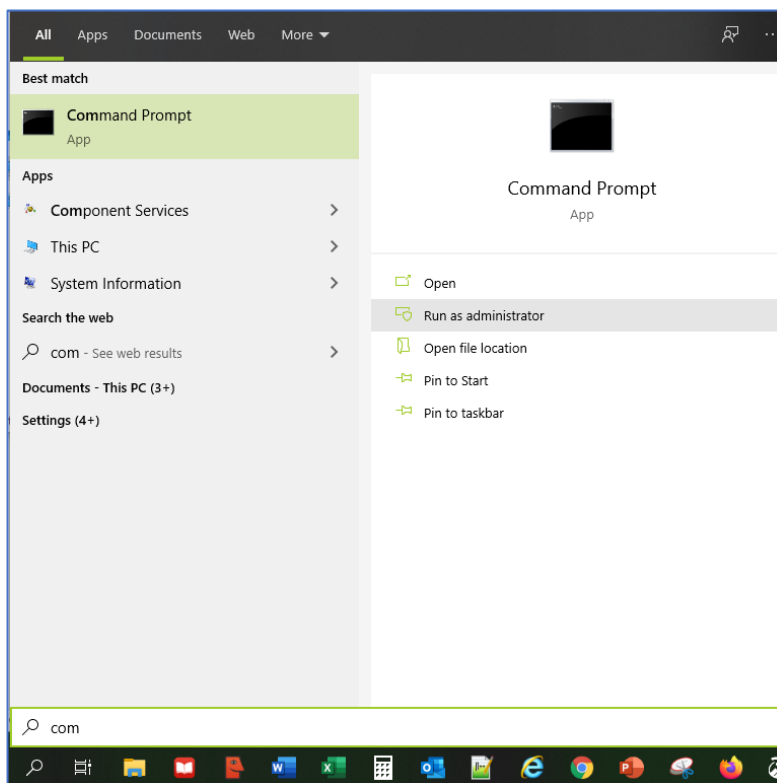 All Apps Documents Web More
Best match
Command Prompt
App
Apps
Component Services
This PC
System Information
Search the web
com - See web results
Documents - This PC (3+)
Settings (4+)
Command Prompt
App
Open
Run as administrator
Open file location
Pin to Start
Pin to taskbar
com